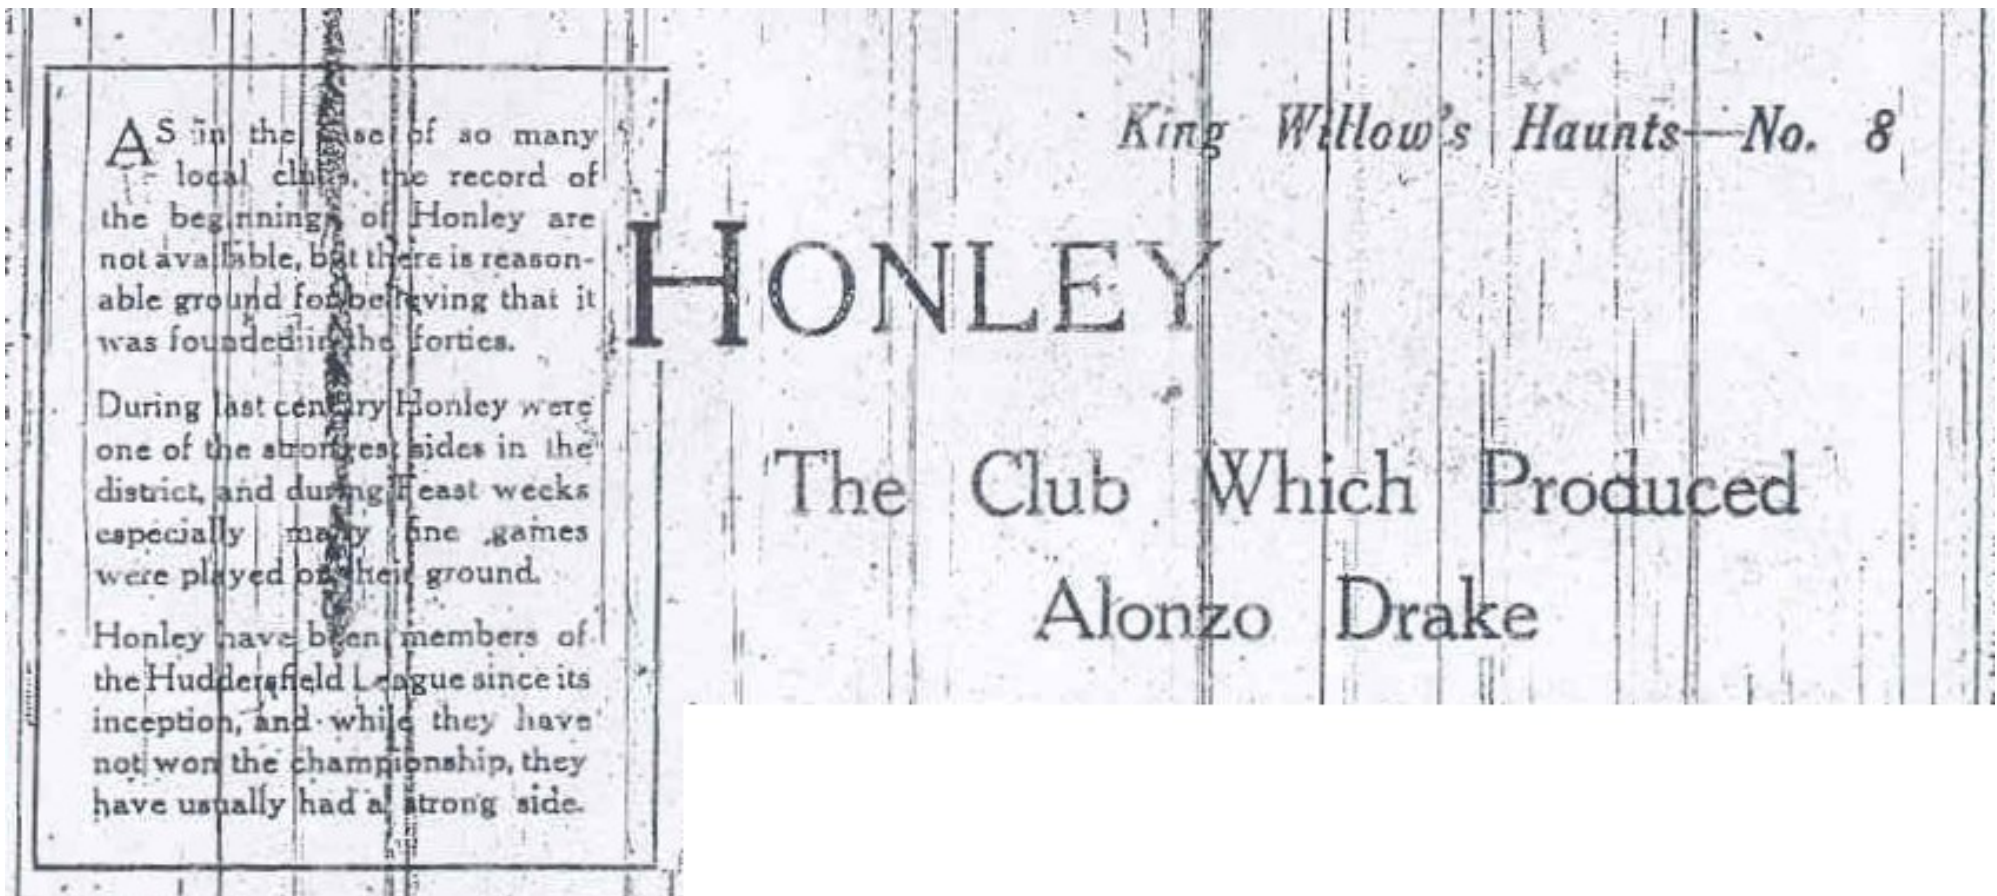 King Willow's Haunts—No. 8
HONLEY
The Club Which Produced
Alonzo Drake
AS in the case of so many
local clubs, the record of
the beginnings of Honley are
not available, but there is reason-
able ground for believing that it
was founded in the forties.
During last century Honley were
one of the strongest sides in the
district, and during Feast weeks
especially many fine games
were played on their ground.
Honley have been members of
the Huddersfield League since its
inception, and while they have
not won the championship, they
have usually had a strong side.